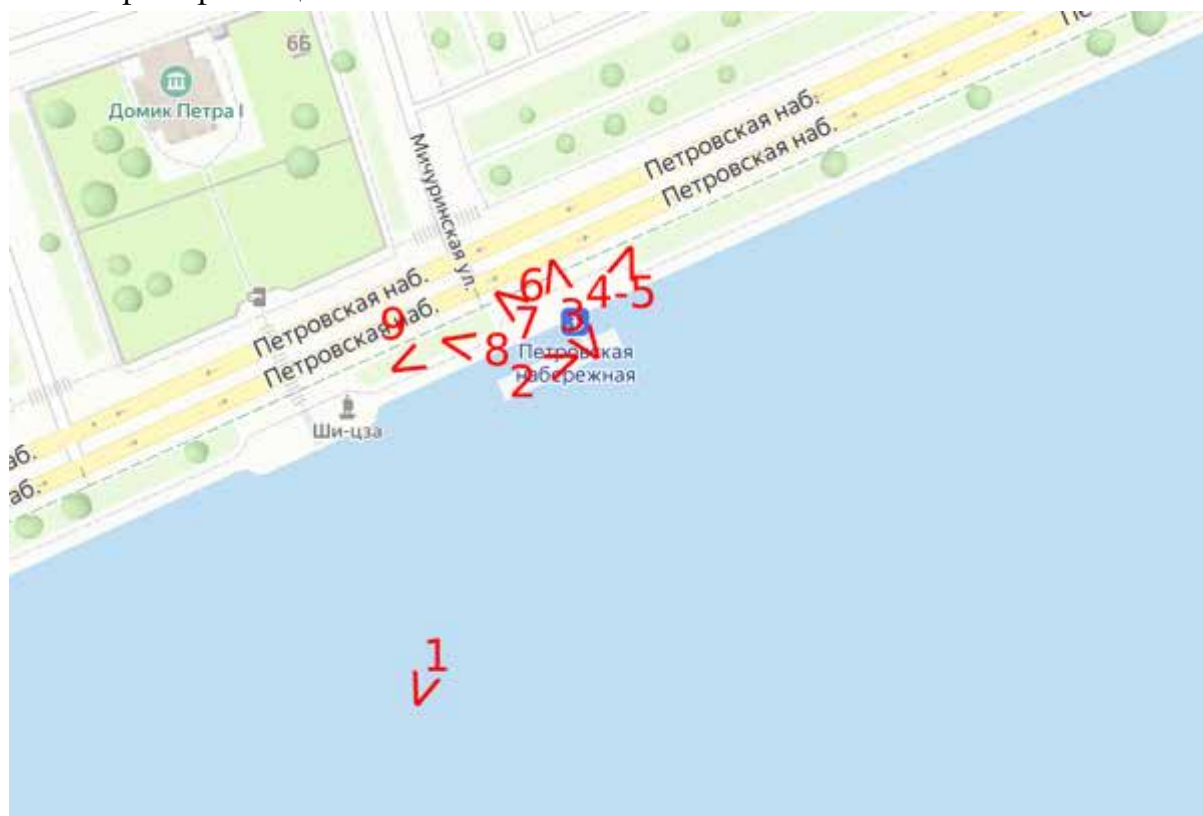 6Б
Домик Петра I
Мичуринская ул.
Петровская наб.
Петровская наб.
Петровская наб.
Петровская наб.
6
4-5
3
7
9
8
2
Петровская
набережная
Ши-цза
аб.
аб.
1